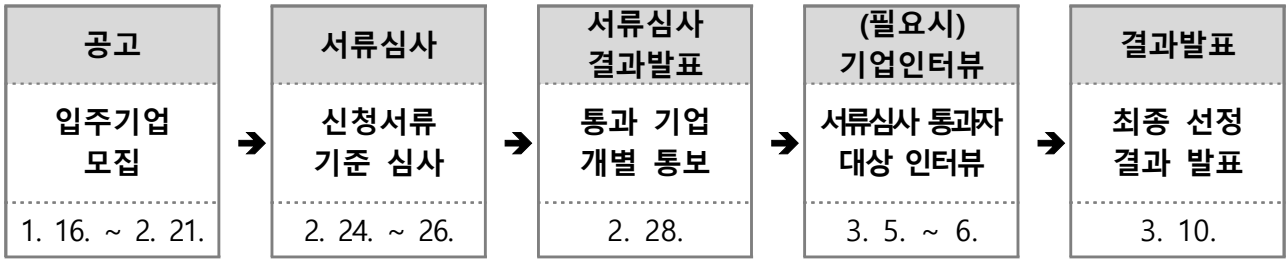 공고
입주기업
모집
1. 16. ~ 2. 21.
➔
서류심사
신청서류
기준 심사
2. 24. ~ 26.
➔
서류심사
결과발표
통과 기업
개별 통보
2. 28.
➔
(필요시)
기업인터뷰
서류심사 통과자
대상 인터뷰
3. 5. ~ 6.
➔
결과발표
최종 선정
결과 발표
3. 10.